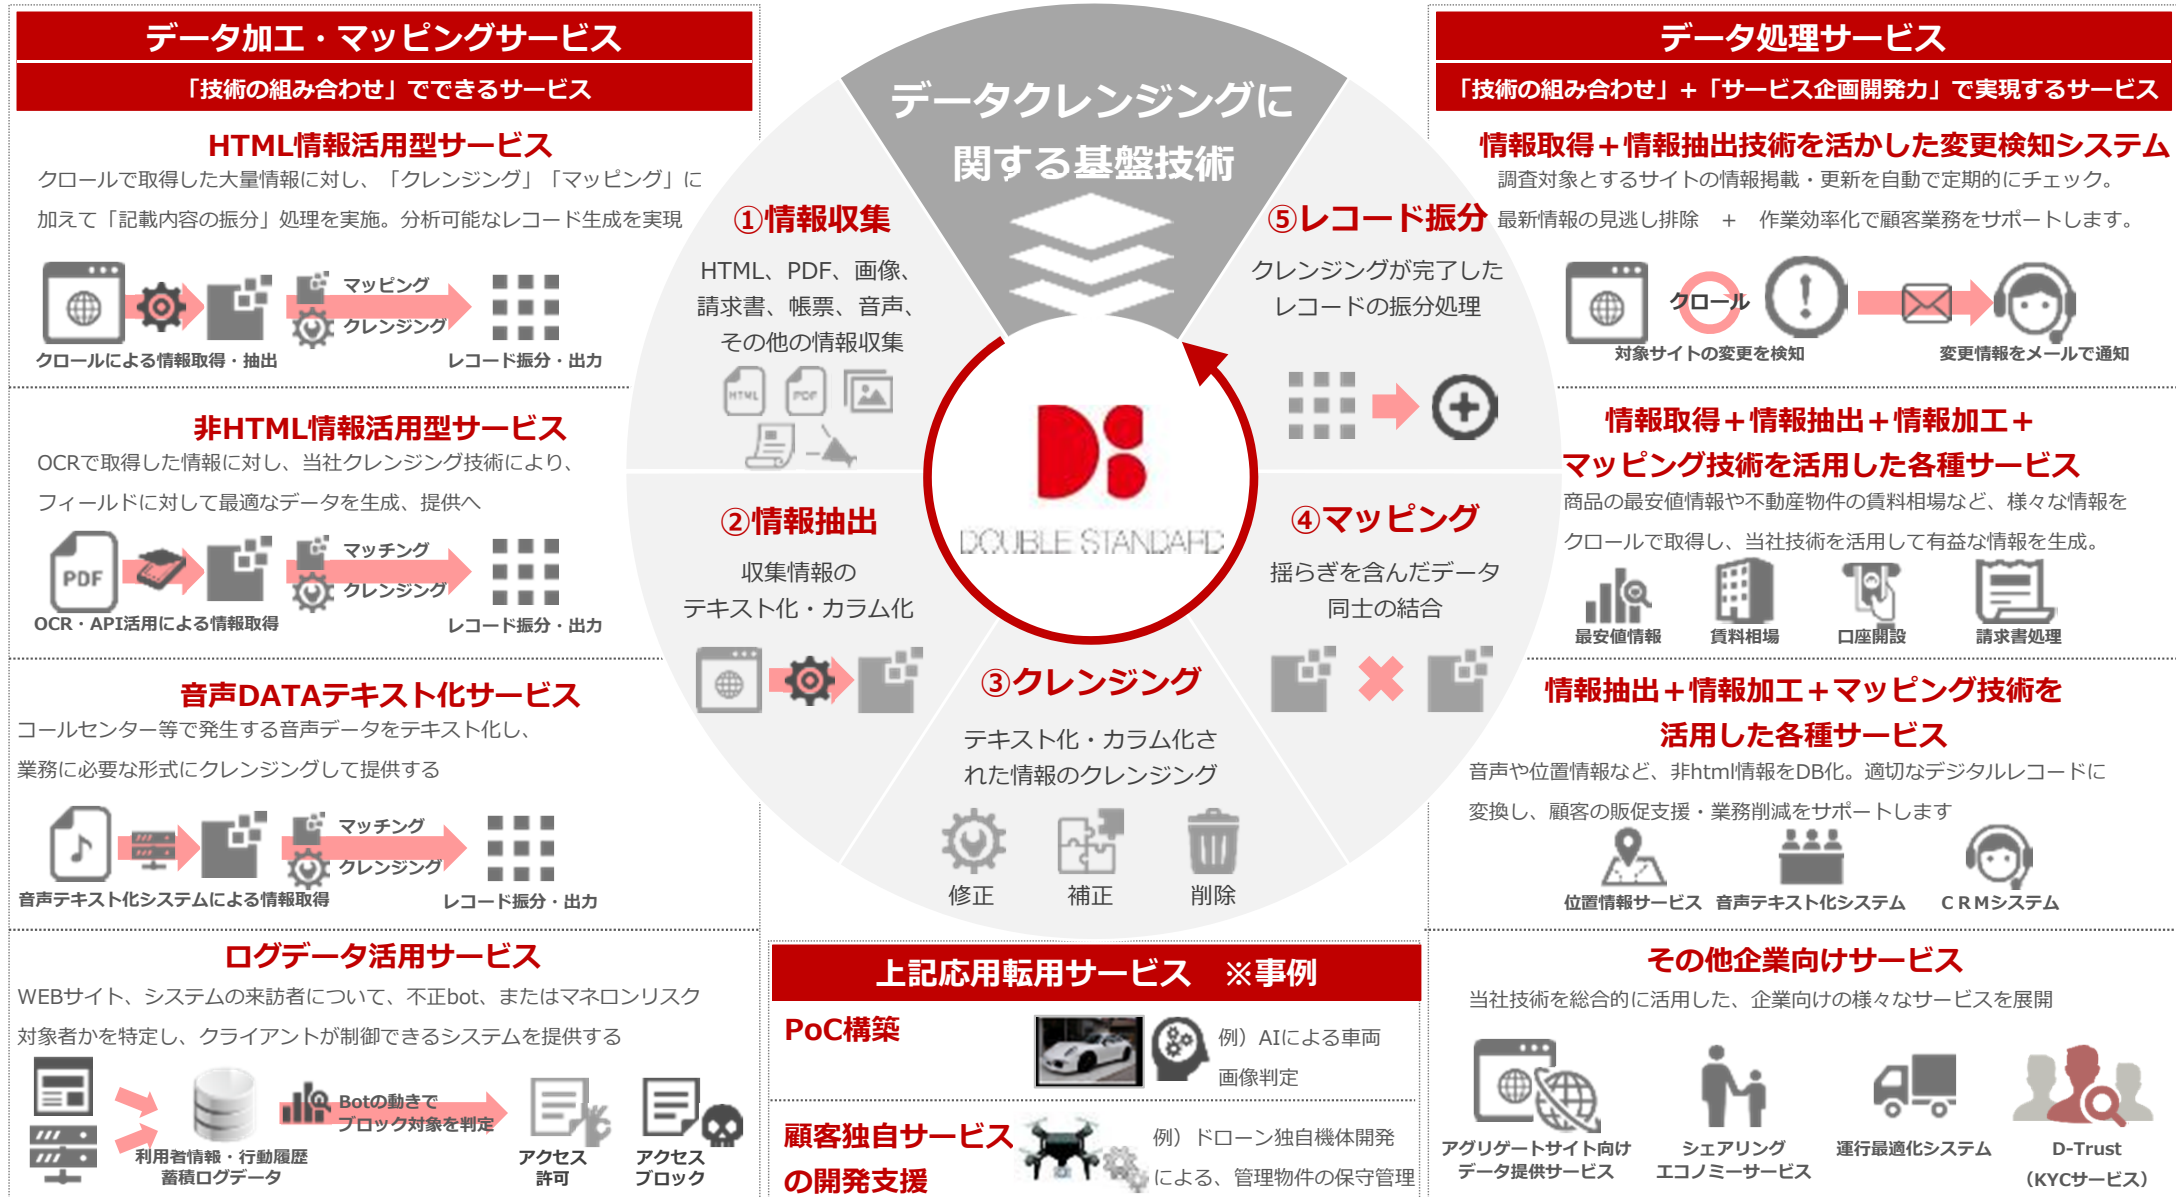 データ加工・マッピングサービス
「技術の組み合わせ」でできるサービス
HTML情報活用型サービス
クロールで取得した大量情報に対し、「クレンジング」「マッピング」に
加えて「記載内容の振分」処理を実施。分析可能なレコード生成を実現
マッピング
クレンジング
クロールによる情報取得・抽出
レコード振分・出力
非HTML情報活用型サービス
OCRで取得した情報に対し、当社クレンジング技術により、
フィールドに対して最適なデータを生成、提供へ
PDF
マッチング
クレンジング
OCR・API活用による情報取得
レコード振分・出力
音声DATAテキスト化サービス
コールセンター等で発生する音声データをテキスト化し、
業務に必要な形式にクレンジングして提供する
マッチング
クレンジング
音声テキスト化システムによる情報取得
レコード振分・出力
ログデータ活用サービス
WEBサイト、システムの来訪者について、不正bot、またはマネロンリスク
対象者かを特定し、クライアントが制御できるシステムを提供する
Botの動きで
ブロック対象を判定
利用者情報・行動履歴
蓄積ログデータ
アクセス
許可
アクセス
ブロック
データクレンジングに
関する基盤技術
①情報収集
HTML、PDF、画像、
請求書、帳票、音声、
その他の情報収集
HTML
PDF
②情報抽出
収集情報の
テキスト化・カラム化
③クレンジング
テキスト化・カラム化さ
れた情報のクレンジング
修正
補正
削除
④マッピング
揺らぎを含んだデータ
同士の結合
⑤レコード振分
クレンジングが完了した
レコードの振分処理
DOUBLE STANDARD
上記応用転用サービス　※事例
PoC構築
例）AIによる車両
画像判定
顧客独自サービス
の開発支援
例）ドローン独自機体開発
による、管理物件の保守管理
データ処理サービス
「技術の組み合わせ」+「サービス企画開発力」で実現するサービス
情報取得＋情報抽出技術を活かした変更検知システム
調査対象とするサイトの情報掲載・更新を自動で定期的にチェック。
最新情報の見逃し排除　+　作業効率化で顧客業務をサポートします。
クロール
対象サイトの変更を検知
変更情報をメールで通知
情報取得＋情報抽出＋情報加工＋
マッピング技術を活用した各種サービス
商品の最安値情報や不動産物件の賃料相場など、様々な情報を
クロールで取得し、当社技術を活用して有益な情報を生成。
最安値情報
賃料相場
口座開設
請求書処理
情報抽出＋情報加工＋マッピング技術を
活用した各種サービス
音声や位置情報など、非html情報をDB化。適切なデジタルレコードに
変換し、顧客の販促支援・業務削減をサポートします
位置情報サービス
音声テキスト化システム
ＣＲＭシステム
その他企業向けサービス
当社技術を総合的に活用した、企業向けの様々なサービスを展開
アグリゲートサイト向け
データ提供サービス
シェアリング
エコノミーサービス
運行最適化システム
D-Trust
（KYCサービス）